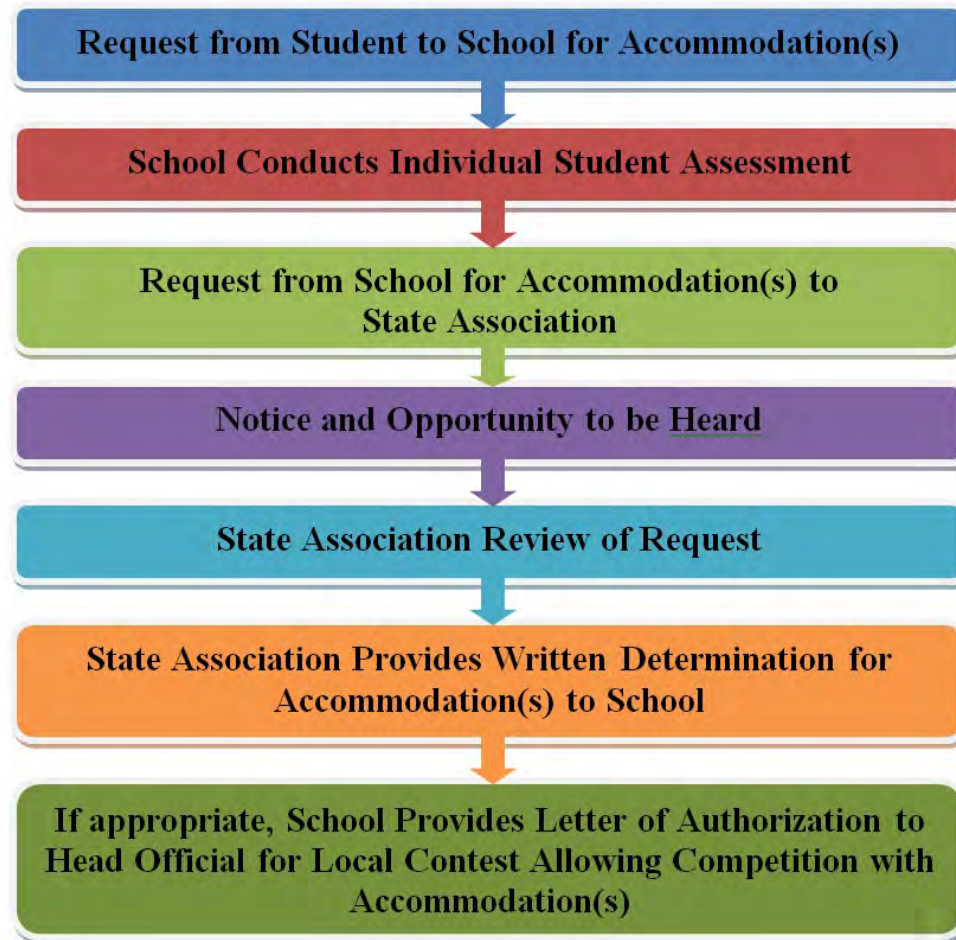 Request from Student to School for Accommodation(s)
School Conducts Individual Student Assessment
Request from School for Accommodation(s) to
State Association
Notice and Opportunity to be Heard
State Association Review of Request
State Association Provides Written Determination for
Accommodation(s) to School
If appropriate, School Provides Letter of Authorization to
Head Official for Local Contest Allowing Competition with
Accommodation(s)